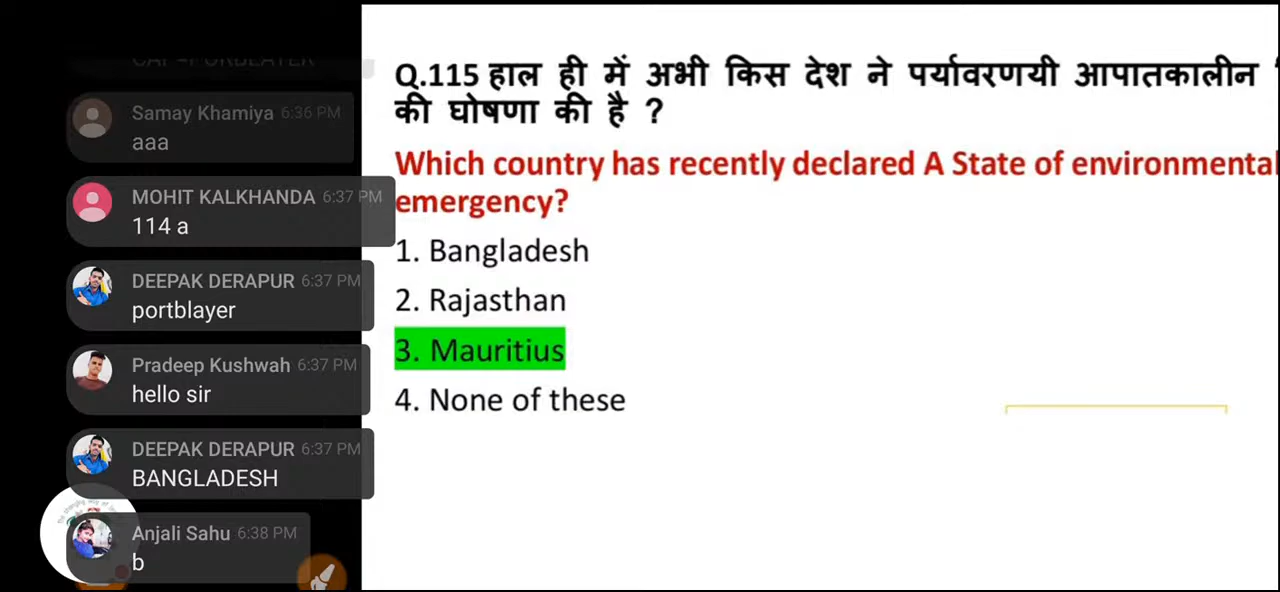 Samay Khamiya 6:36 PM
aaa
MOHIT KALKHANDA 6:37 PM
114 a
DEEPAK DERAPUR 6:37 PM
portblayer
Pradeep Kushwah 6:37 PM
hello sir
DEEPAK DERAPUR 6:37 PM
BANGLADESH
Anjali Sahu 6:38 PM
b
Q.115 हाल ही में अभी किस देश ने पर्यावरणयी आपातकालीन
की घोषणा की है ?
Which country has recently declared A State of environmental
emergency?
1. Bangladesh
2. Rajasthan
3. Mauritius
4. None of these